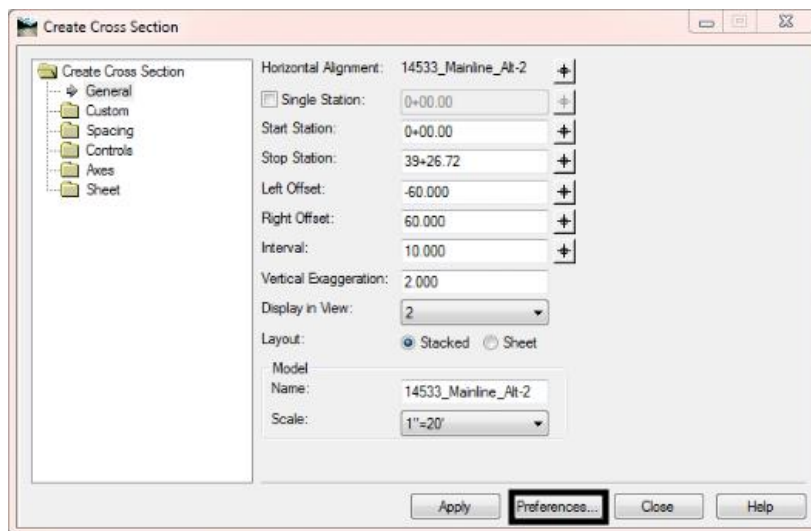 Create Cross Section
Create Cross Section
General
Custom
Spacing
Controls
Axes
Sheet
Horizontal Alignment: 14533_Mainline_Alt-2
Single Station: 0+00.00
Start Station: 0+00.00
Stop Station: 39+26.72
Left Offset: -60.000
Right Offset: 60.000
Interval: 10.000
Vertical Exaggeration: 2.000
Display in View: 2
Layout: Stacked Sheet
Model
Name: 14533_Mainline_Alt-2
Scale: 1"=20'
Apply Preferences... Close Help